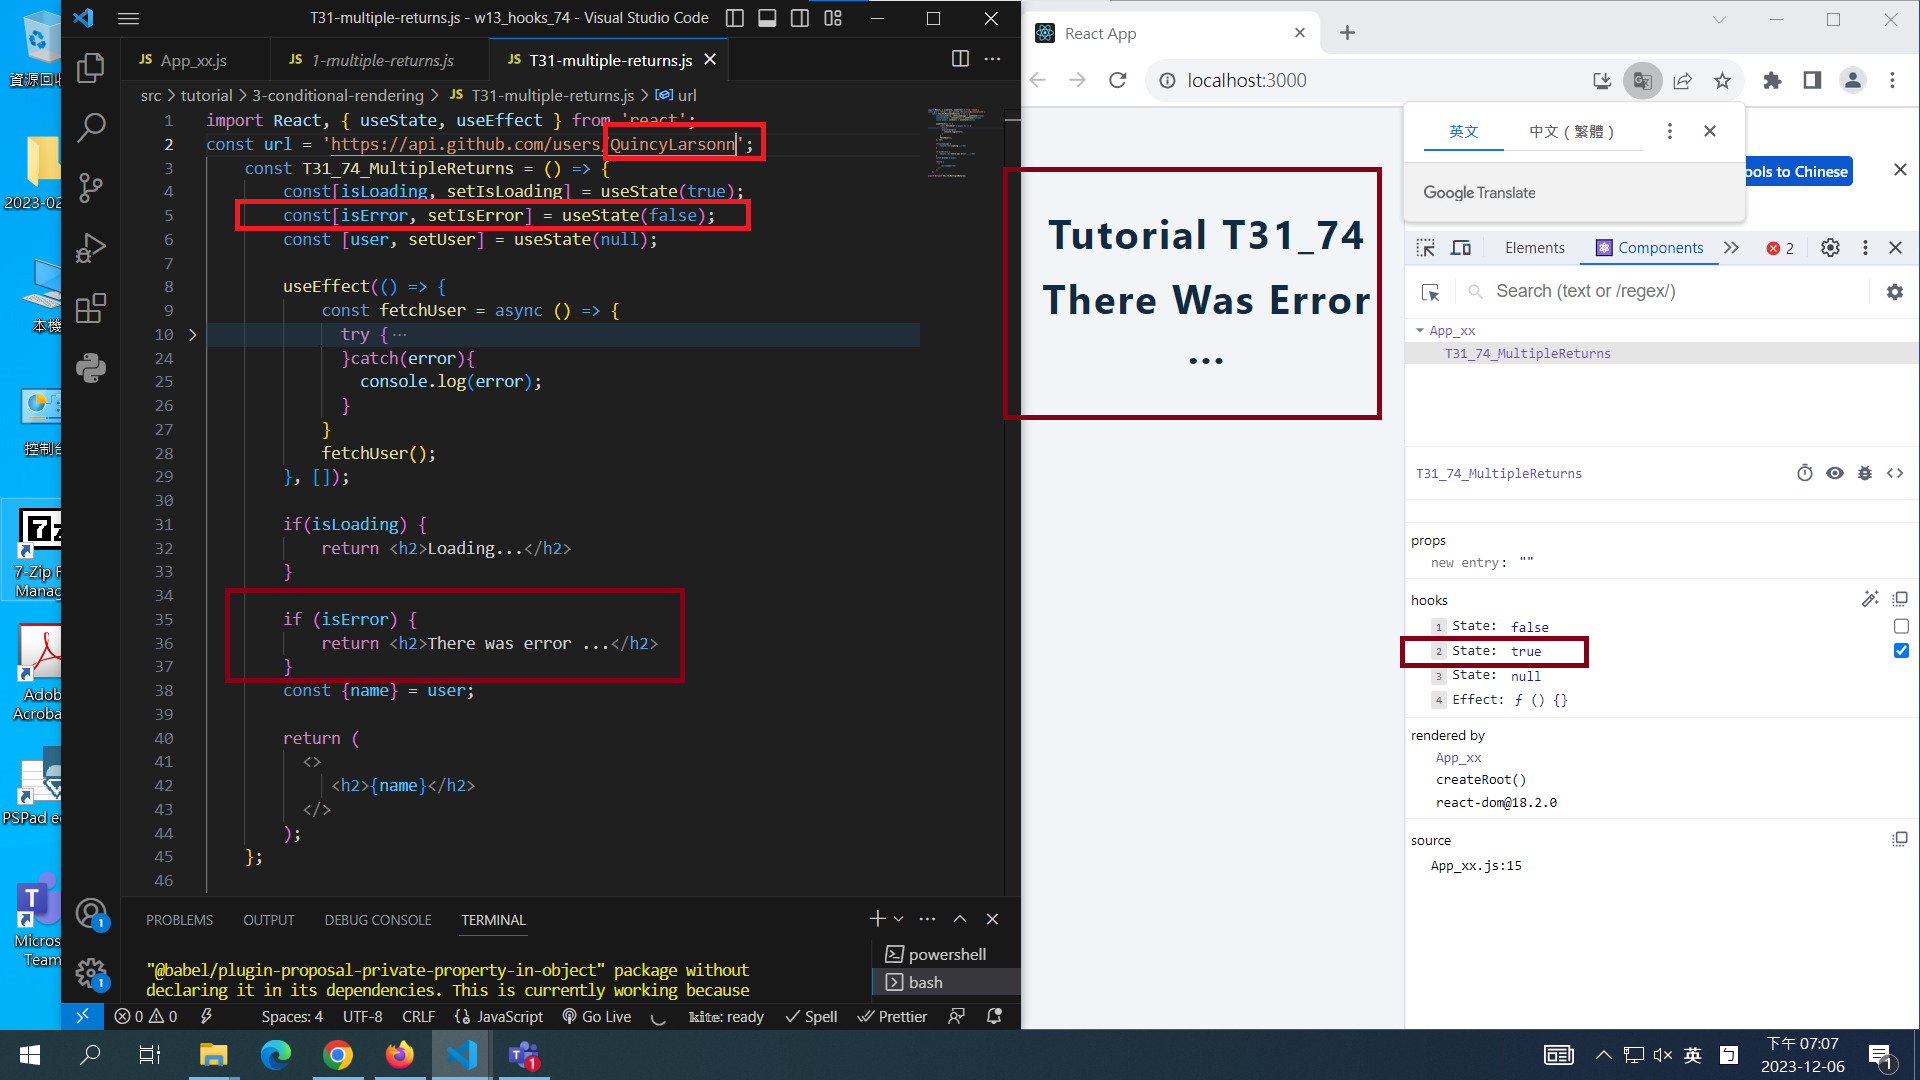 資源回收
2023-02
本機
控制台
7-Zip F
Manag
Adob
Acroba
PSPad e
Micros
Team
T31-multiple-returns.js - w13_hooks_74 - Visual Studio Code
JS App_xx.js
JS 1-multiple-returns.js
JS T31-multiple-returns.js
src > tutorial > 3-conditional-rendering > JS T31-multiple-returns.js > url
1 import React, { useState, useEffect } from 'react';
2 const url = 'https://api.github.com/users/QuincyLarsonn';
3 const T31_74_MultipleReturns = () => {
4 const[isLoading, setIsLoading] = useState(true);
5 const[isError, setIsError] = useState(false);
6 const [user, setUser] = useState(null);
7
8 useEffect(() => {
9 const fetchUser = async () => {
10 try {···
24 }catch(error){
25 console.log(error);
26 }
27 }
28 fetchUser();
29 }, []);
30
31 if(isLoading) {
32 return <h2>Loading...</h2>
33 }
34
35 if (isError) {
36 return <h2>There was error ...</h2>
37 }
38 const {name} = user;
39
40 return (
41 <>
42 <h2>{name}</h2>
43 </>
44 );
45 };
46
PROBLEMS OUTPUT DEBUG CONSOLE TERMINAL
"@babel/plugin-proposal-private-property-in-object" package without
declaring it in its dependencies. This is currently working because
powershell
bash
1
1
0 0 Spaces: 4 UTF-8 CRLF {} JavaScript Go Live kite: ready Spell Prettier
React App
localhost:3000
英文 中文 ( 繁體 )
Google Translate
ools to Chinese
Tutorial T31_74
There Was Error
...
Elements Components 2
Search (text or /regex/)
App_xx
T31_74_MultipleReturns
T31_74_MultipleReturns
props
new entry: ""
hooks
1 State: false
2 State: true
3 State: null
4 Effect: ƒ () {}
rendered by
App_xx
createRoot()
react-dom@18.2.0
source
App_xx.js:15
1
英 ㄅ
下午 07:07
2023-12-06
1